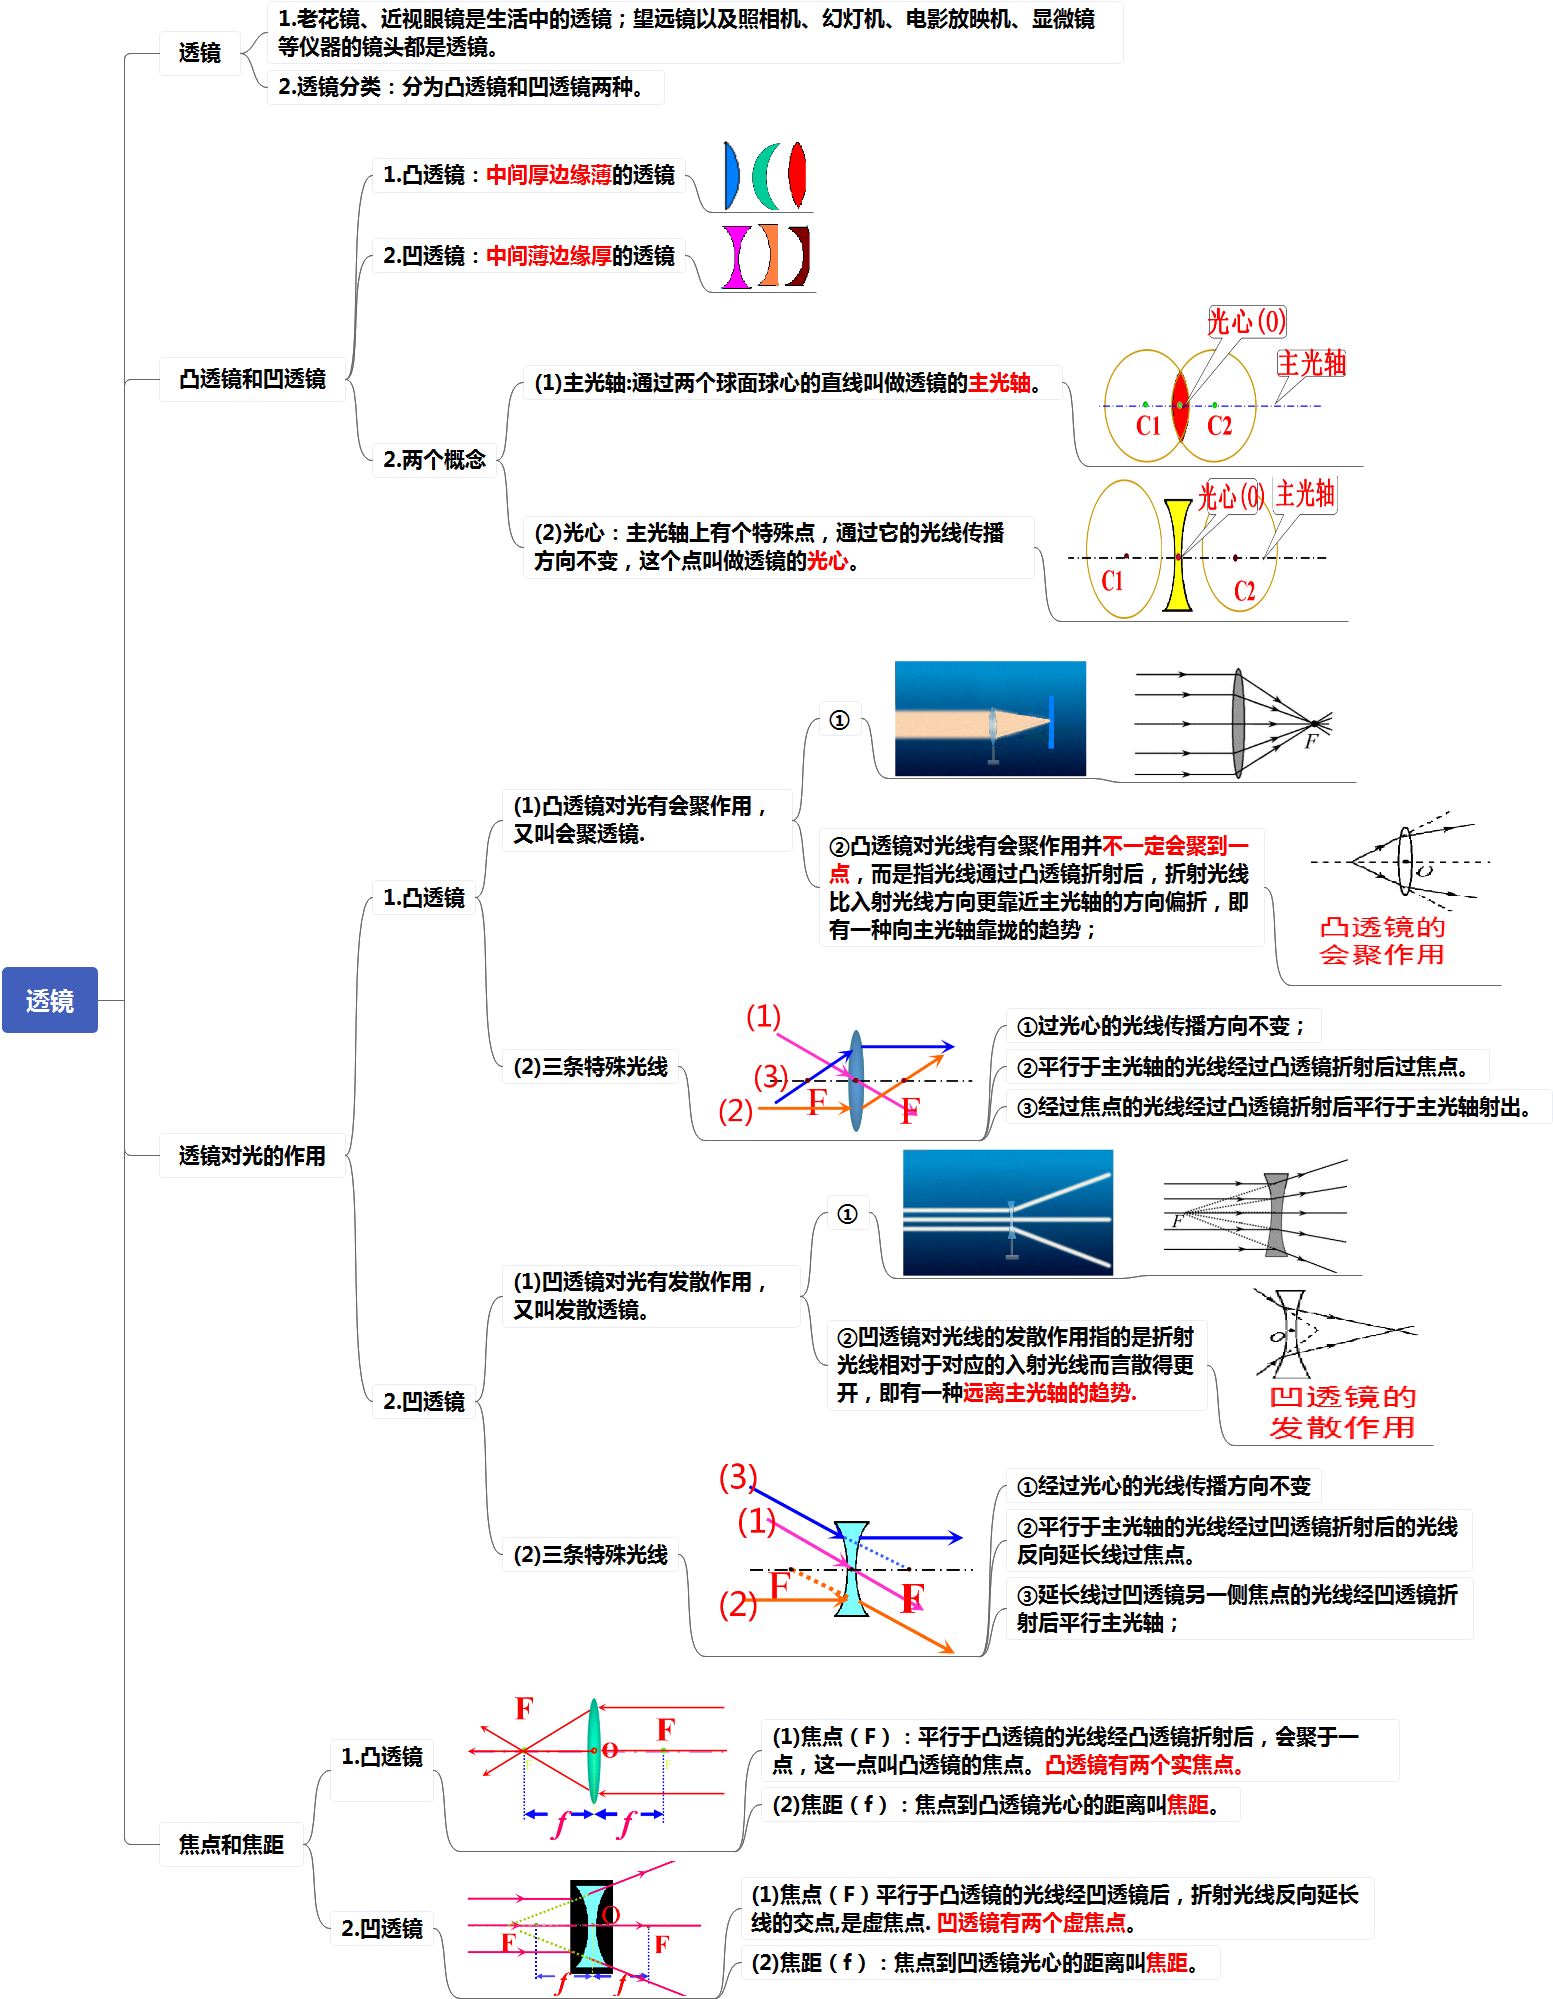 透镜
透镜
1.老花镜、近视眼镜是生活中的透镜；望远镜以及照相机、幻灯机、电影放映机、显微镜
等仪器的镜头都是透镜。
2.透镜分类：分为凸透镜和凹透镜两种。
凸透镜和凹透镜
1.凸透镜：中间厚边缘薄的透镜
2.凹透镜：中间薄边缘厚的透镜
2.两个概念
(1)主光轴:通过两个球面球心的直线叫做透镜的主光轴。
光心(O)
主光轴
C1
C2
(2)光心：主光轴上有个特殊点，通过它的光线传播
方向不变，这个点叫做透镜的光心。
光心(O)
主光轴
C1
C2
透镜对光的作用
1.凸透镜
(1)凸透镜对光有会聚作用，
又叫会聚透镜.
①
F
②凸透镜对光线有会聚作用并不一定会聚到一
点，而是指光线通过凸透镜折射后，折射光线
比入射光线方向更靠近主光轴的方向偏折，即
有一种向主光轴靠拢的趋势；
O
凸透镜的
会聚作用
(2)三条特殊光线
(1)
(3)
(2)
F
F
①过光心的光线传播方向不变；
②平行于主光轴的光线经过凸透镜折射后过焦点。
③经过焦点的光线经过凸透镜折射后平行于主光轴射出。
2.凹透镜
(1)凹透镜对光有发散作用，
又叫发散透镜。
①
F
②凹透镜对光线的发散作用指的是折射
光线相对于对应的入射光线而言散得更
开，即有一种远离主光轴的趋势.
O
凹透镜的
发散作用
(2)三条特殊光线
(3)
(1)
(2)
F
F
①经过光心的光线传播方向不变
②平行于主光轴的光线经过凹透镜折射后的光线
反向延长线过焦点。
③延长线过凹透镜另一侧焦点的光线经凹透镜折
射后平行主光轴；
焦点和焦距
1.凸透镜
F
O
F
F
F
f
f
(1)焦点（F）：平行于凸透镜的光线经凸透镜折射后，会聚于一
点，这一点叫凸透镜的焦点。凸透镜有两个实焦点。
(2)焦距（f）：焦点到凸透镜光心的距离叫焦距。
2.凹透镜
F
O
F
f
f
(1)焦点（F）平行于凸透镜的光线经凹透镜后，折射光线反向延长
线的交点,是虚焦点. 凹透镜有两个虚焦点。
(2)焦距（f）：焦点到凹透镜光心的距离叫焦距。